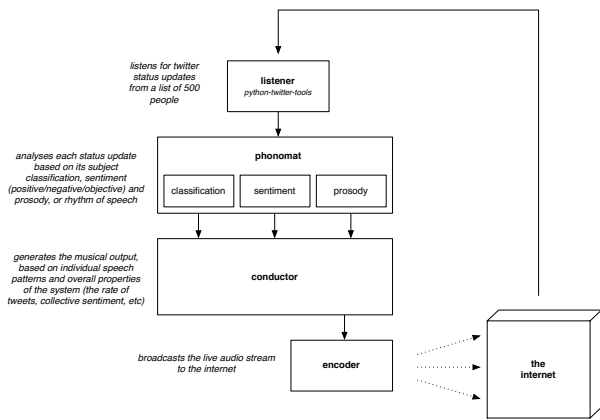 listens for twitter
status updates
from a list of 500
people
listener
python-twitter-tools
analyses each status update
based on its subject
classification, sentiment
(positive/negative/objective) and
prosody, or rhythm of speech
phonomat
classification
sentiment
prosody
generates the musical output,
based on individual speech
patterns and overall properties
of the system (the rate of
tweets, collective sentiment, etc)
conductor
broadcasts the live audio stream
to the internet
encoder
the
internet